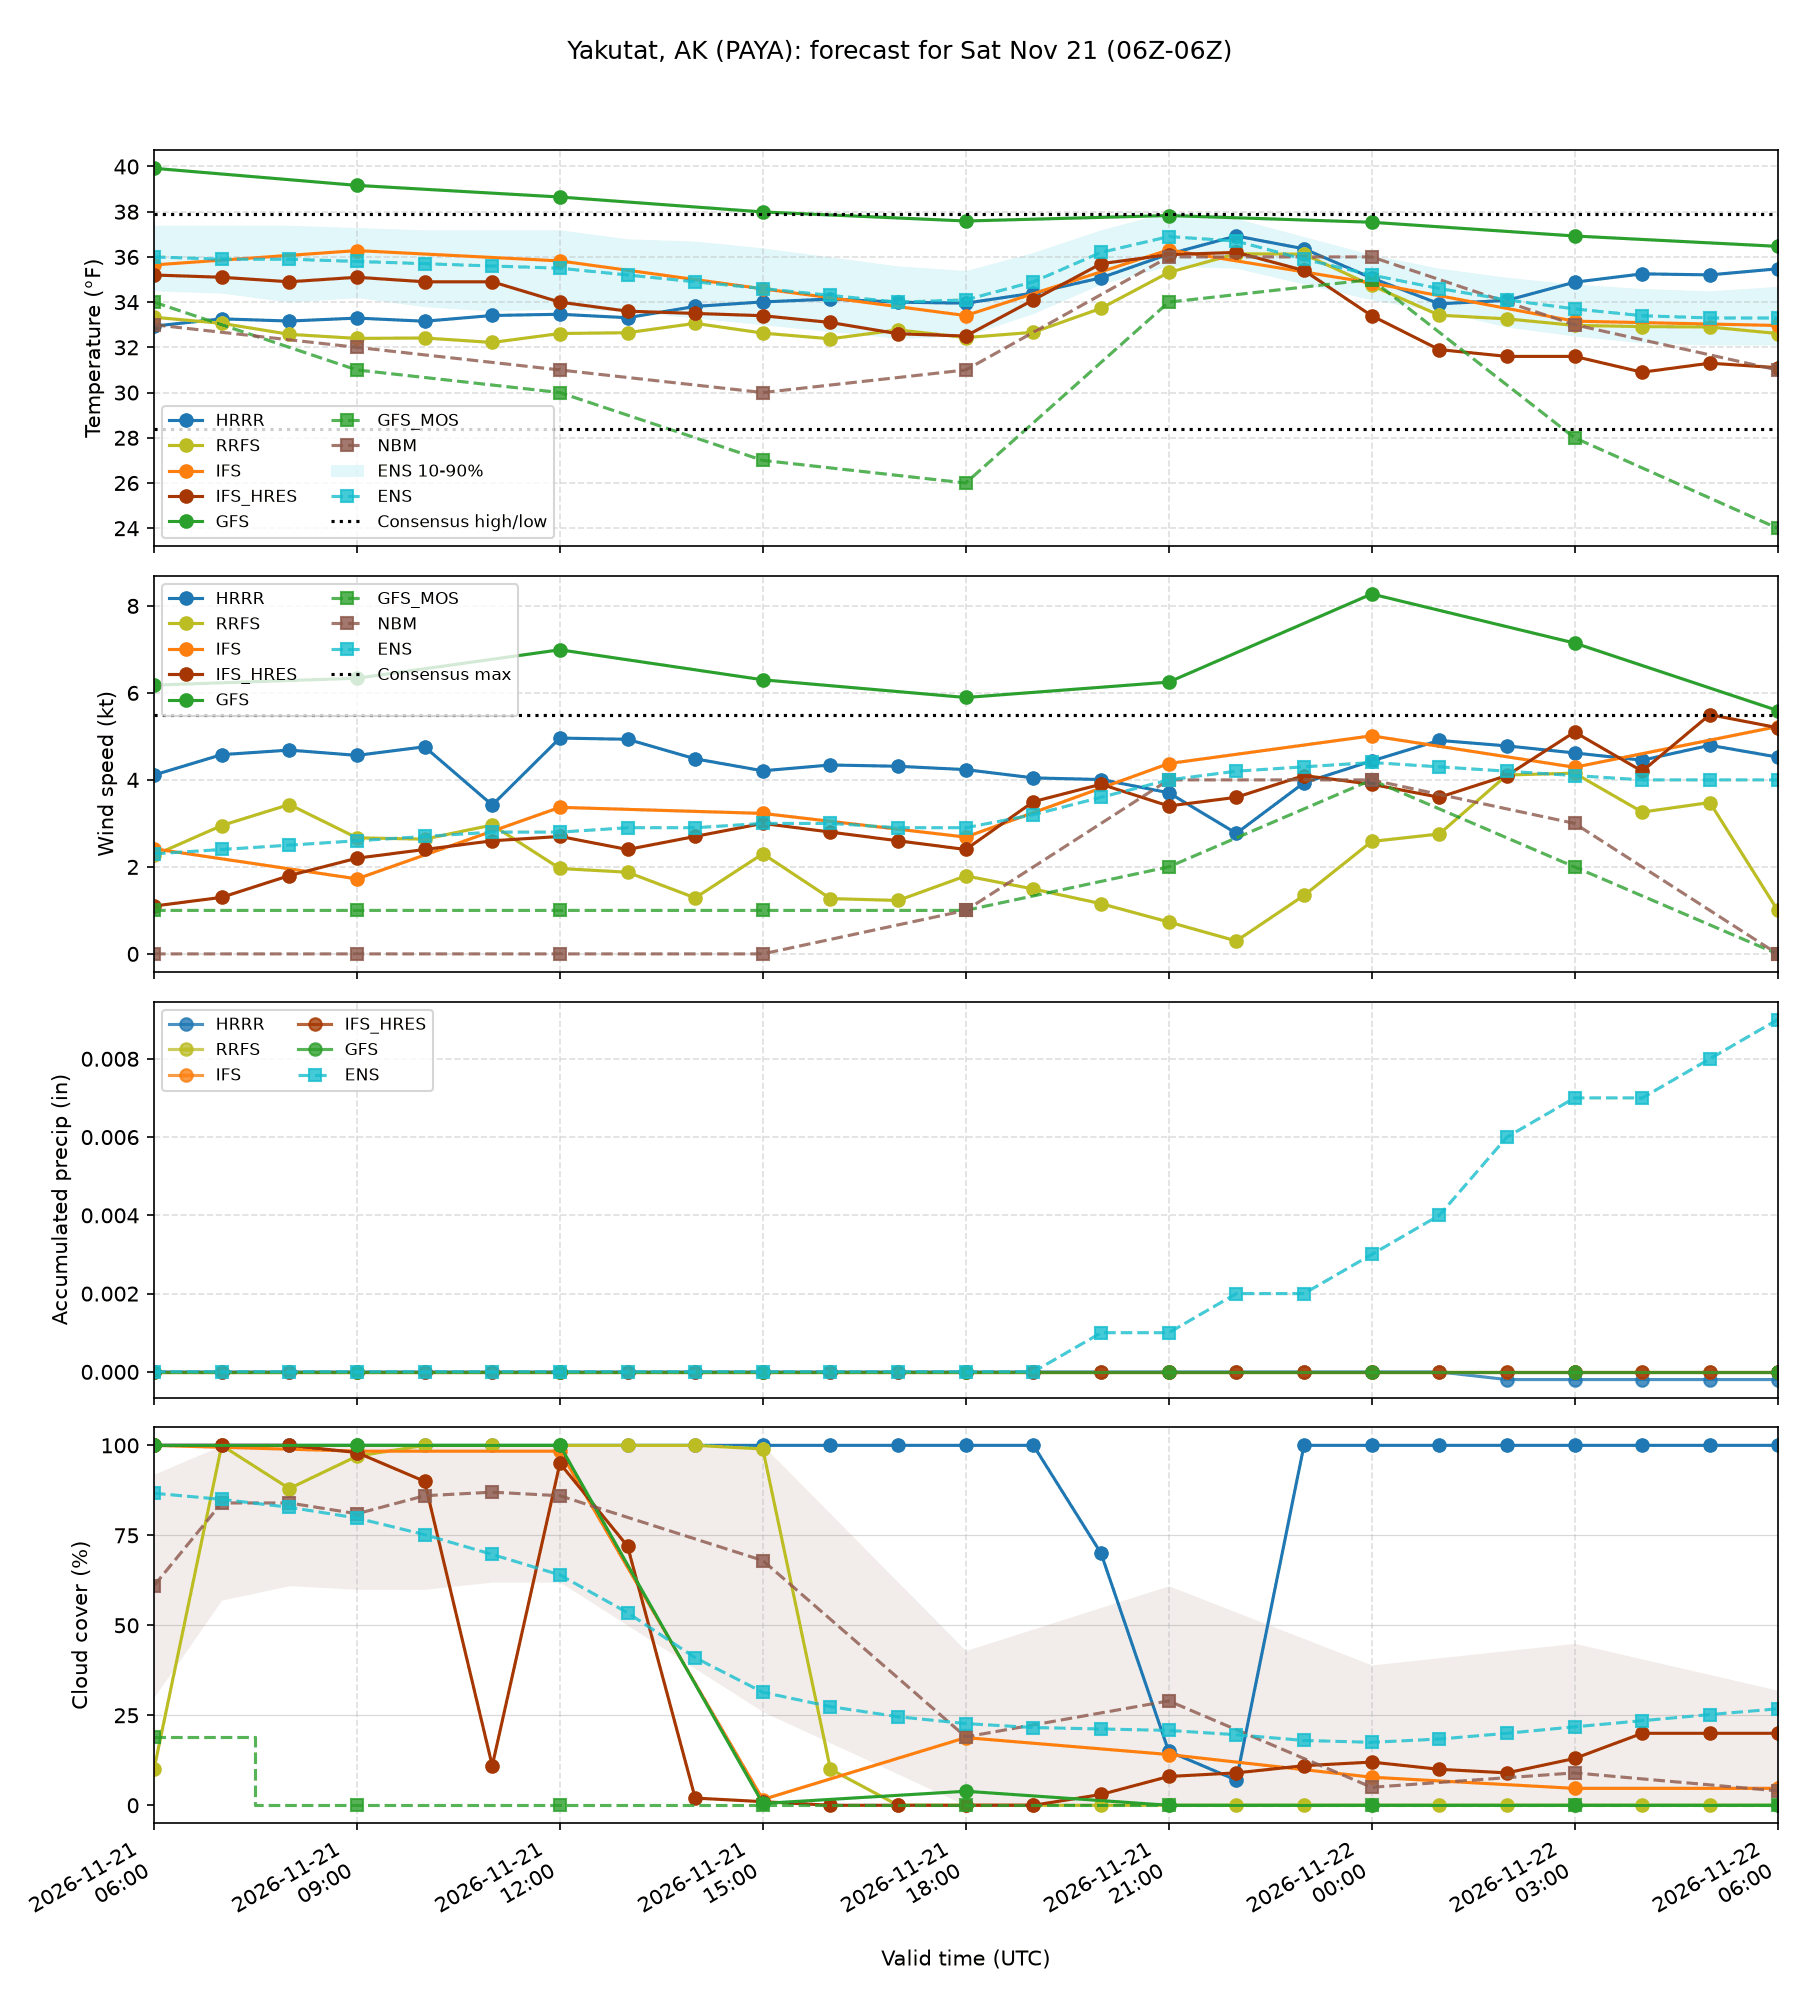 Yakutat, AK (PAYA): forecast for Sat Nov 21 (06Z-06Z)
Temperature (°F)
40
38
36
34
32
30
28
26
24
HRRR
RRFS
IFS
IFS_HRES
GFS
GFS_MOS
NBM
ENS 10-90%
ENS
Consensus high/low
Wind speed (kt)
8
6
4
2
0
HRRR
RRFS
IFS
IFS_HRES
GFS
GFS_MOS
NBM
ENS
Consensus max
Accumulated precip (in)
0.008
0.006
0.004
0.002
0.000
HRRR
RRFS
IFS
IFS_HRES
GFS
ENS
Cloud cover (%)
100
75
50
25
0
2026-11-21
06:00
2026-11-21
09:00
2026-11-21
12:00
2026-11-21
15:00
2026-11-21
18:00
2026-11-21
21:00
2026-11-22
00:00
2026-11-22
03:00
2026-11-22
06:00
Valid time (UTC)